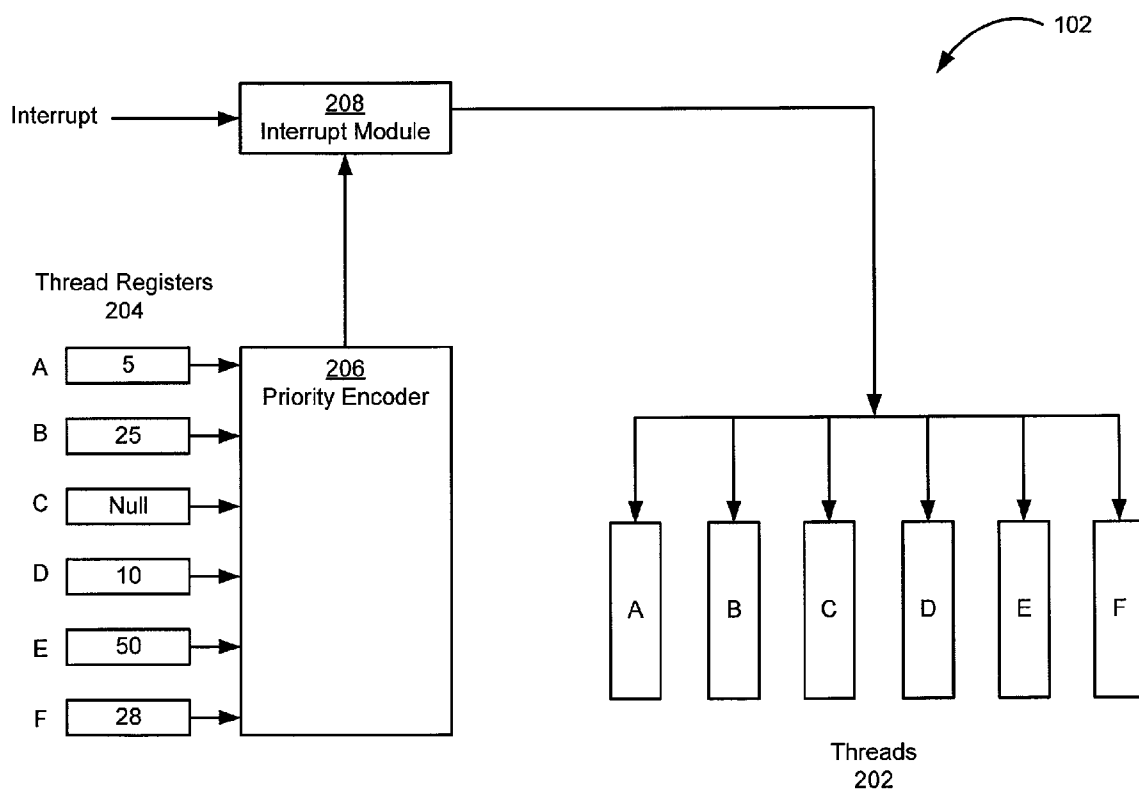 102
Interrupt
208
Interrupt Module
Thread Registers
204
A 5
B 25
C Null
D 10
E 50
F 28
206
Priority Encoder
A B C D E F
Threads
202